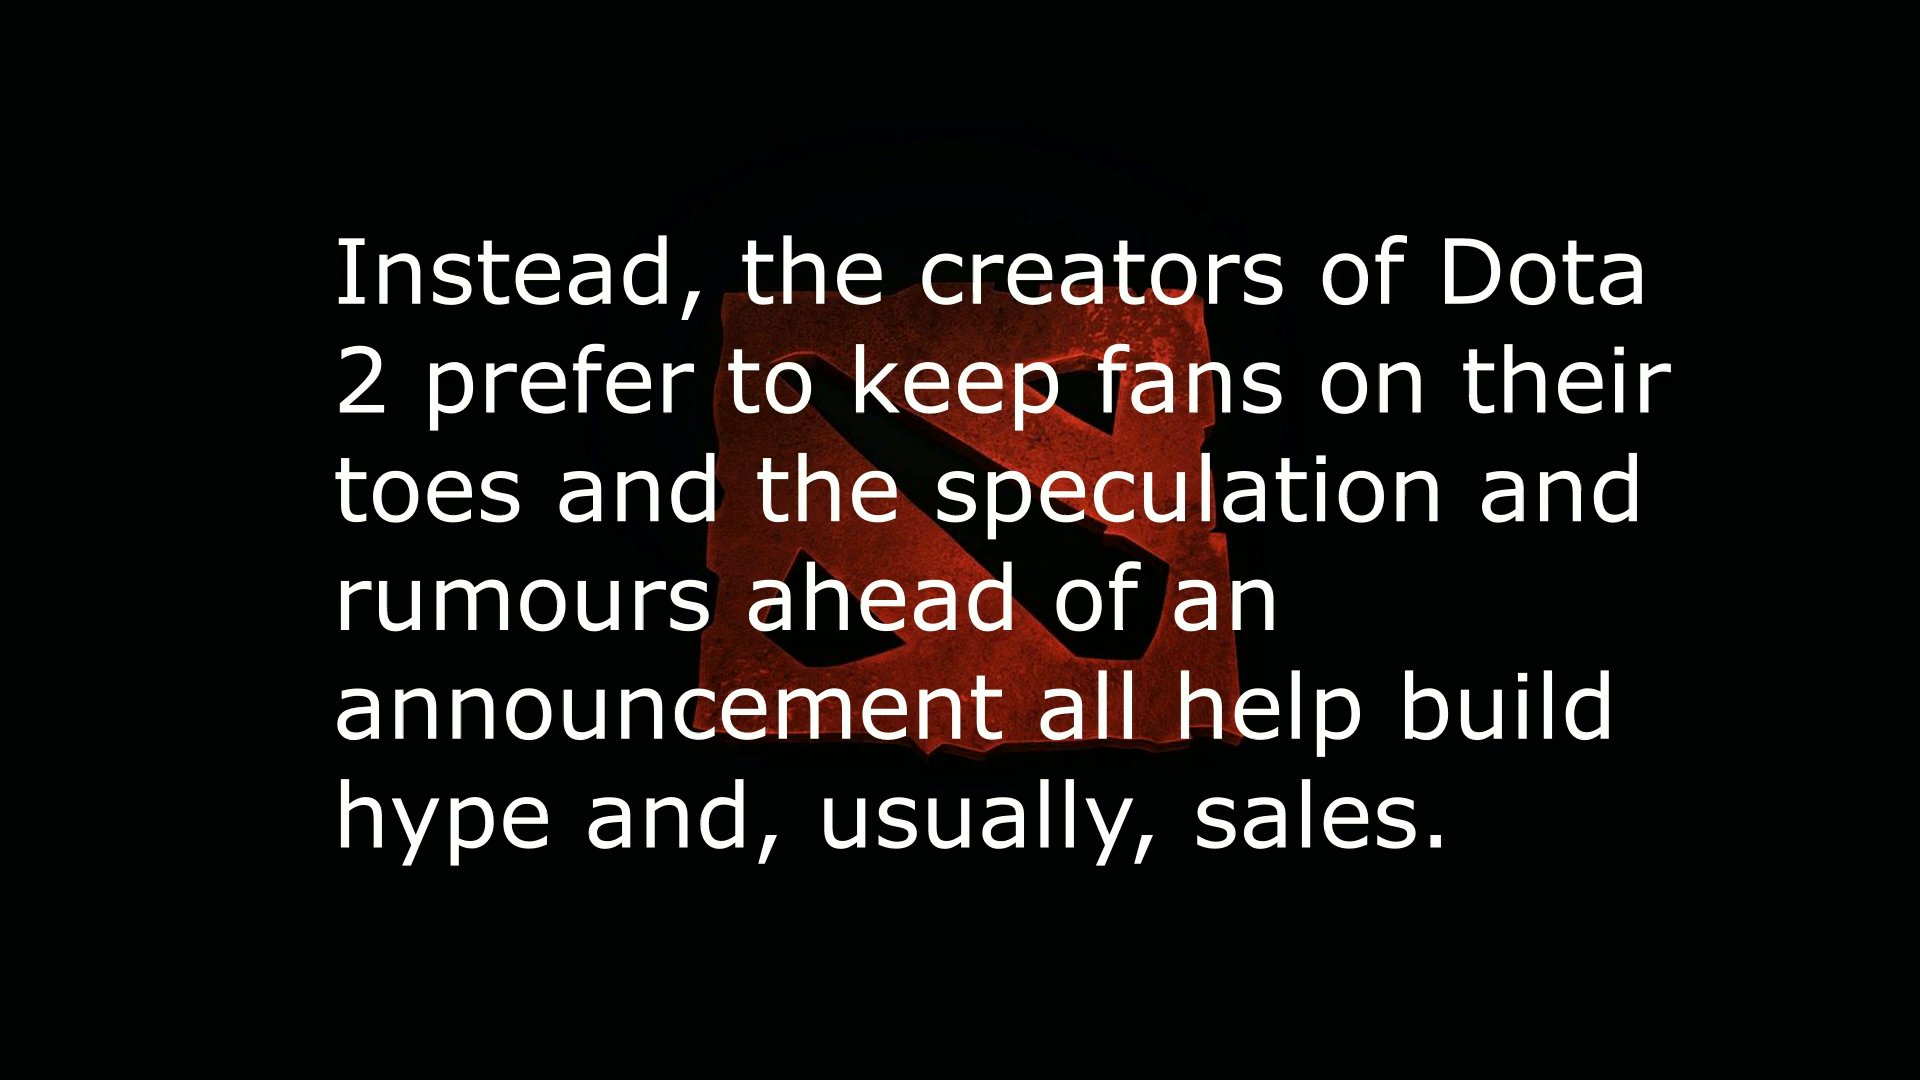 Instead, the creators of Dota
2 prefer to keep fans on their
toes and the speculation and
rumours ahead of an
announcement all help build
hype and, usually, sales.